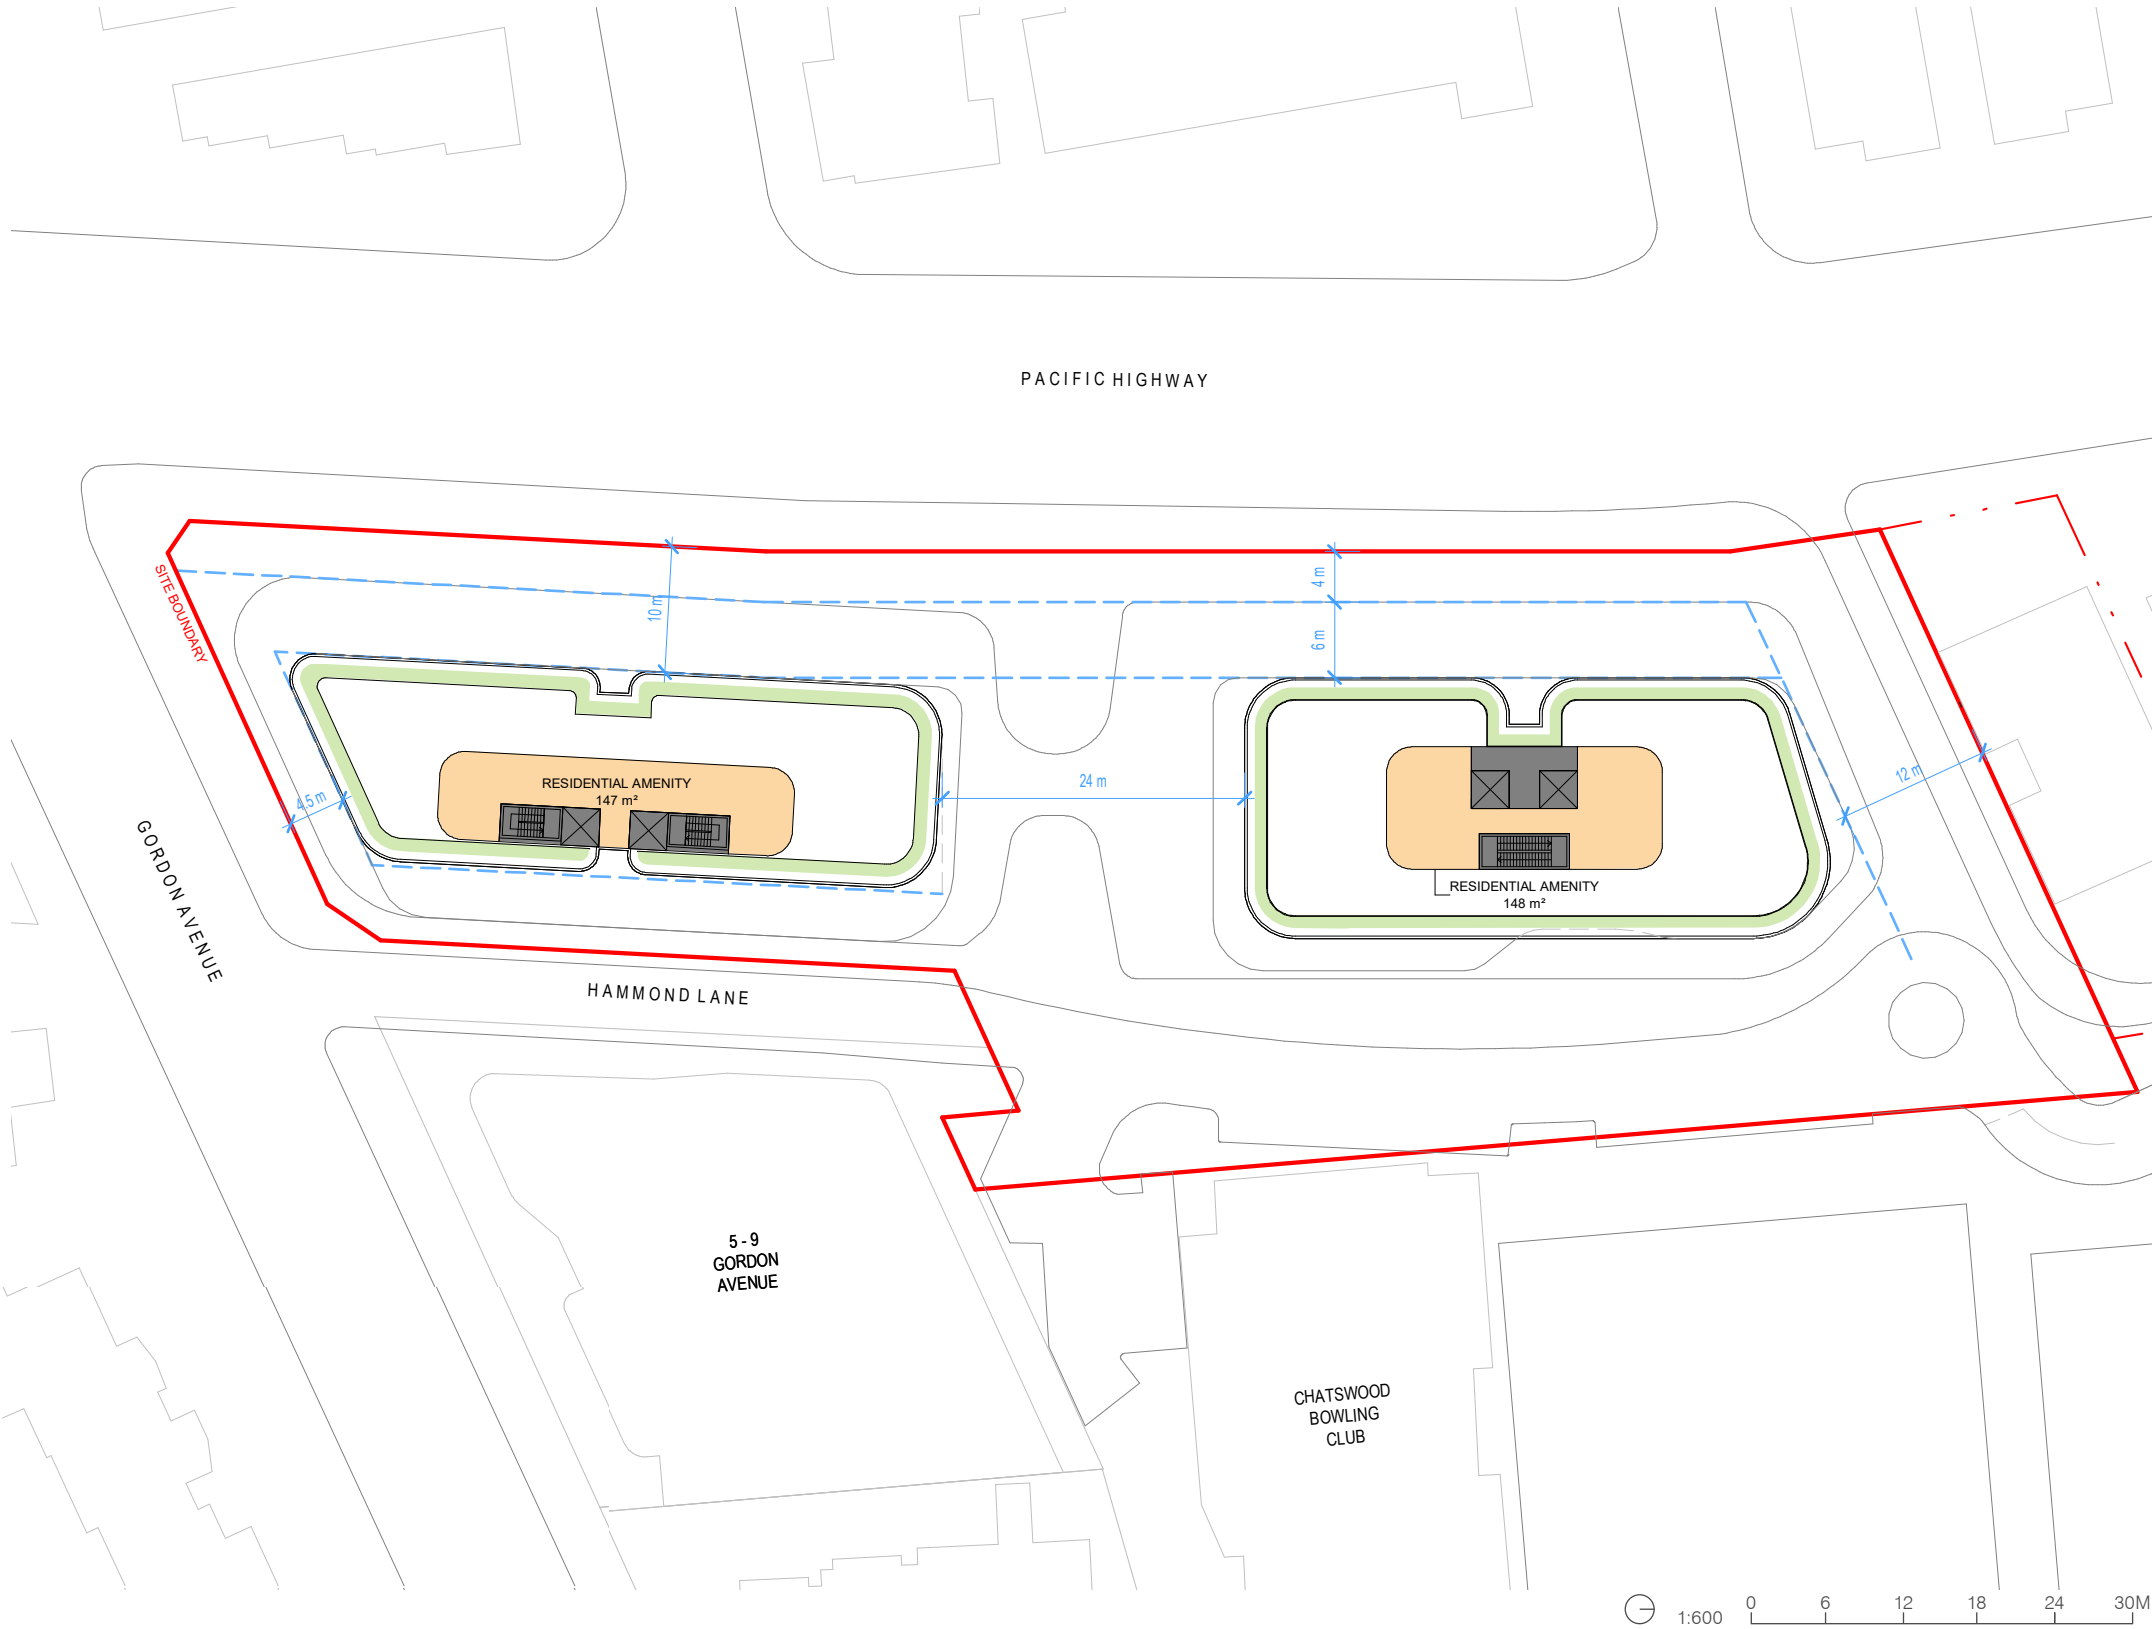 PACIFIC HIGHWAY
SITE BOUNDARY
10 m
4 m
6 m
4.5 m
24 m
12 m
RESIDENTIAL AMENITY
147 m²
RESIDENTIAL AMENITY
148 m²
GORDON AVENUE
HAMMOND LANE
5 - 9
GORDON
AVENUE
CHATSWOOD
BOWLING
CLUB
1:600
0 6 12 18 24 30M